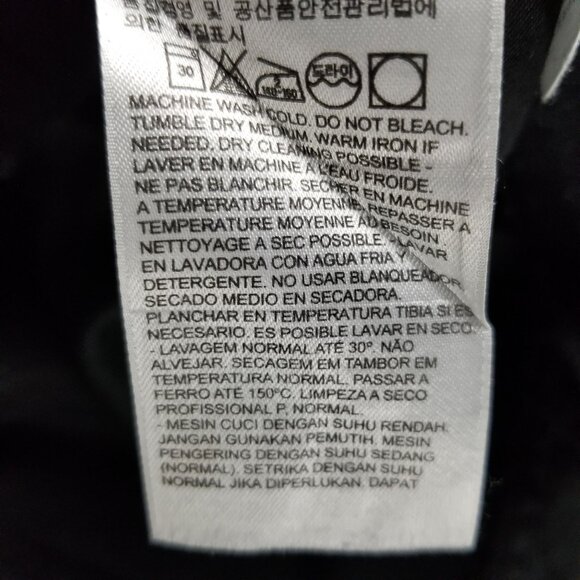 및 공산품안전관리법에
의한 품질표시
30
도라이
MACHINE WASH COLD. DO NOT BLEACH.
TUMBLE DRY MEDIUM. WARM IRON IF
NEEDED. DRY CLEANING POSSIBLE -
LAVER EN MACHINE A L'EAU FROIDE.
NE PAS BLANCHIR. SECHER EN MACHINE
A TEMPERATURE MOYENNE. REPASSER A
TEMPERATURE MOYENNE AU BESOIN
NETTOYAGE A SEC POSSIBLE - LAVAR
EN LAVADORA CON AGUA FRIA Y
DETERGENTE. NO USAR BLANQUEADOR
SECADO MEDIO EN SECADORA.
PLANCHAR EN TEMPERATURA TIBIA SI ES
NECESARIO. ES POSIBLE LAVAR EN SECO
- LAVAGEM NORMAL ATÉ 30º. NÃO
ALVEJAR. SECAGEM EM TAMBOR EM
TEMPERATURA NORMAL. PASSAR A
FERRO ATÉ 150ºC. LIMPEZA A SECO
PROFISSIONAL P, NORMAL.
- MESIN CUCI DENGAN SUHU RENDAH.
JANGAN GUNAKAN PEMUTIH. MESIN
PENGERING DENGAN SUHU SEDANG
(NORMAL). SETRIKA DENGAN SUHU
NORMAL JIKA DIPERLUKAN. DAPAT